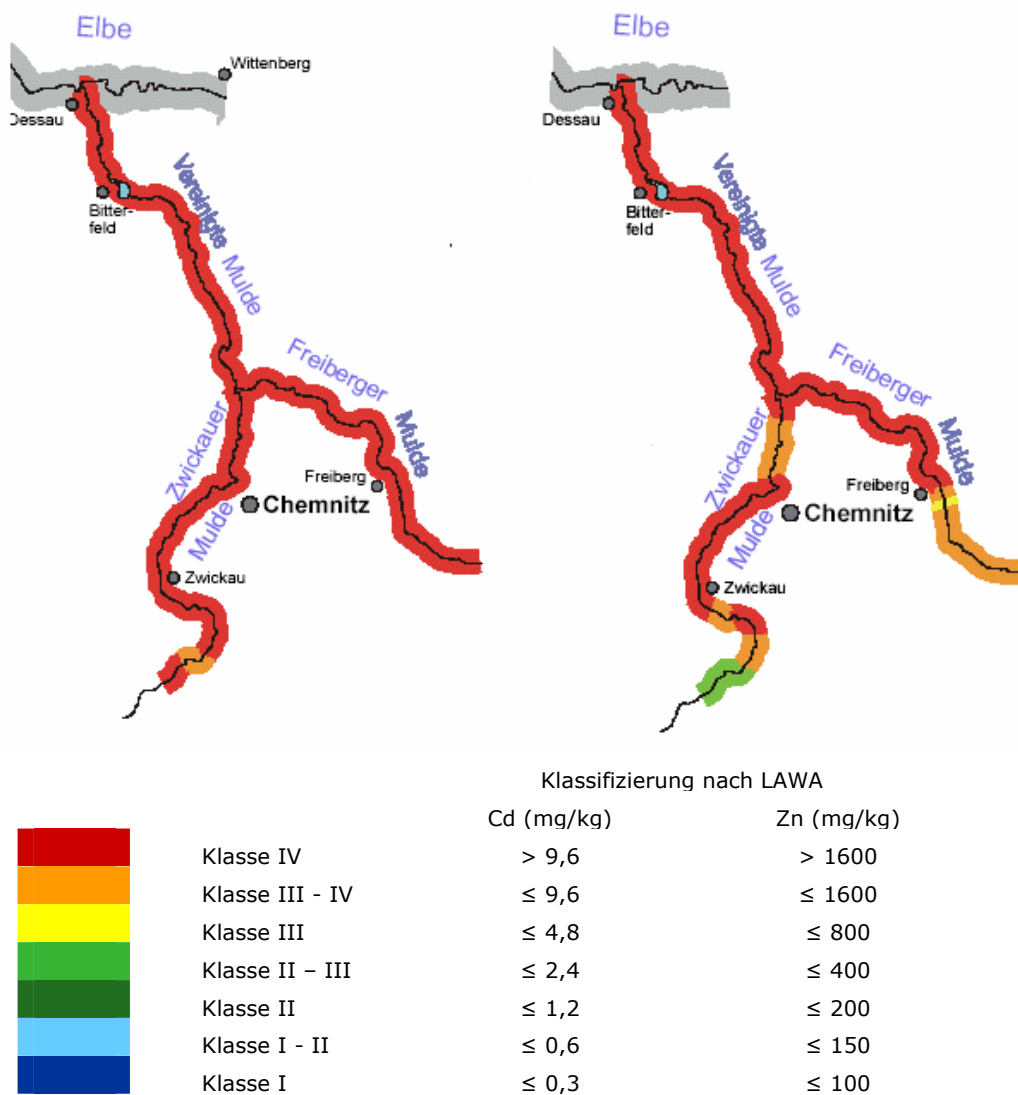 Elbe
Wittenberg
Dessau
Bitter-
feld
Vereinigte
Mulde
Freiberger
Mulde
Zwickauer
Mulde
Freiberg
Chemnitz
Zwickau
Elbe
Dessau
Bitter-
feld
Vereinigte
Mulde
Freiberger
Mulde
Zwickauer
Mulde
Freiberg
Chemnitz
Zwickau
Klassifizierung nach LAWA
Cd (mg/kg) Zn (mg/kg)
Klasse IV > 9,6 > 1600
Klasse III - IV ≤ 9,6 ≤ 1600
Klasse III ≤ 4,8 ≤ 800
Klasse II – III ≤ 2,4 ≤ 400
Klasse II ≤ 1,2 ≤ 200
Klasse I - II ≤ 0,6 ≤ 150
Klasse I ≤ 0,3 ≤ 100